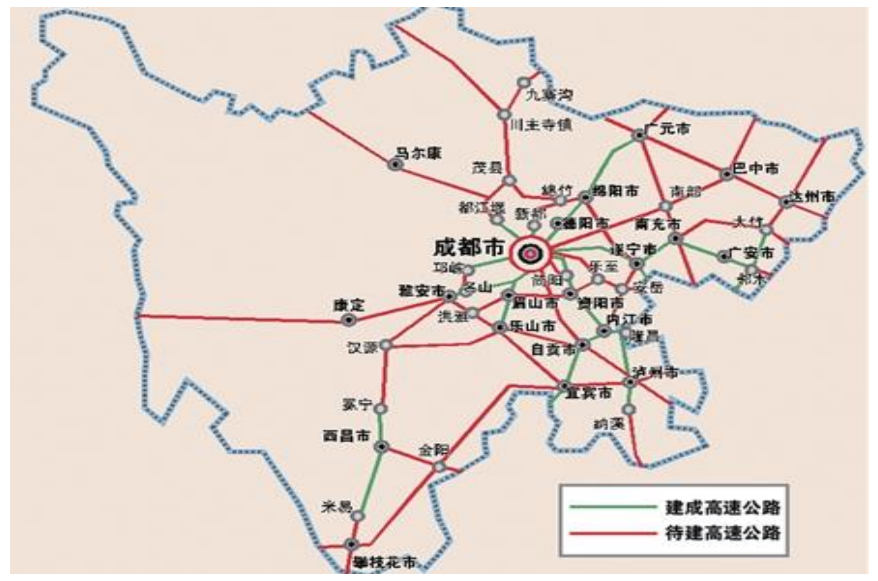 九寨沟
川主寺镇
广元市
马尔康
茂县
巴中市
绵竹
绵阳市
南部
达州市
都江堰
新都
德阳市
南充市
大竹
成都市
遂宁市
广安市
邛崃
简阳
乐至
邻水
雅安市
名山
安岳
康定
洪雅
眉山市
资阳市
乐山市
内江市
隆昌
汉源
自贡市
泸州市
宜宾市
冕宁
纳溪
西昌市
金阳
米易
建成高速公路
待建高速公路
攀枝花市